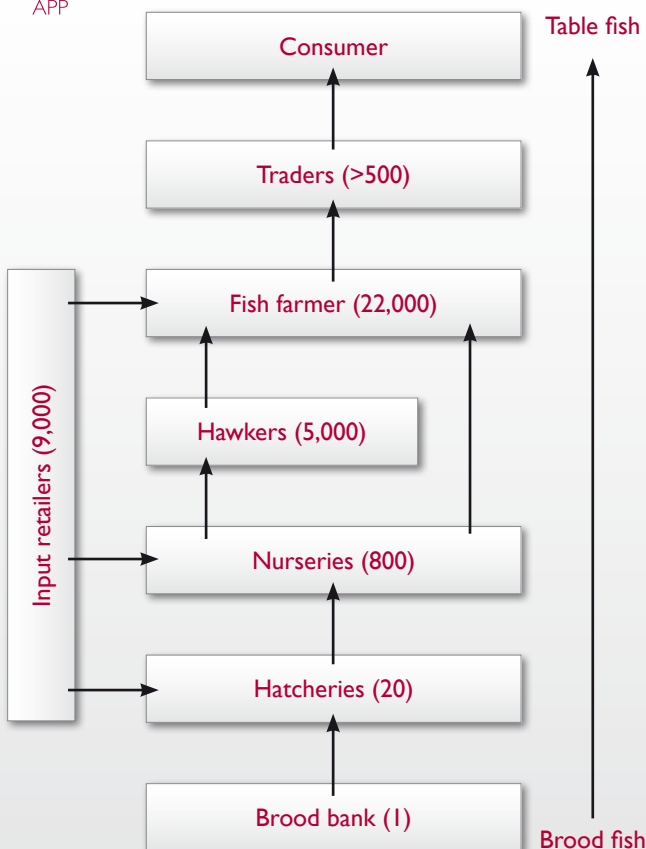 APP
Table fish
Consumer
Traders (>500)
Fish farmer (22,000)
Input retailers (9,000)
Hawkers (5,000)
Nurseries (800)
Hatcheries (20)
Brood bank (1)
Brood fish